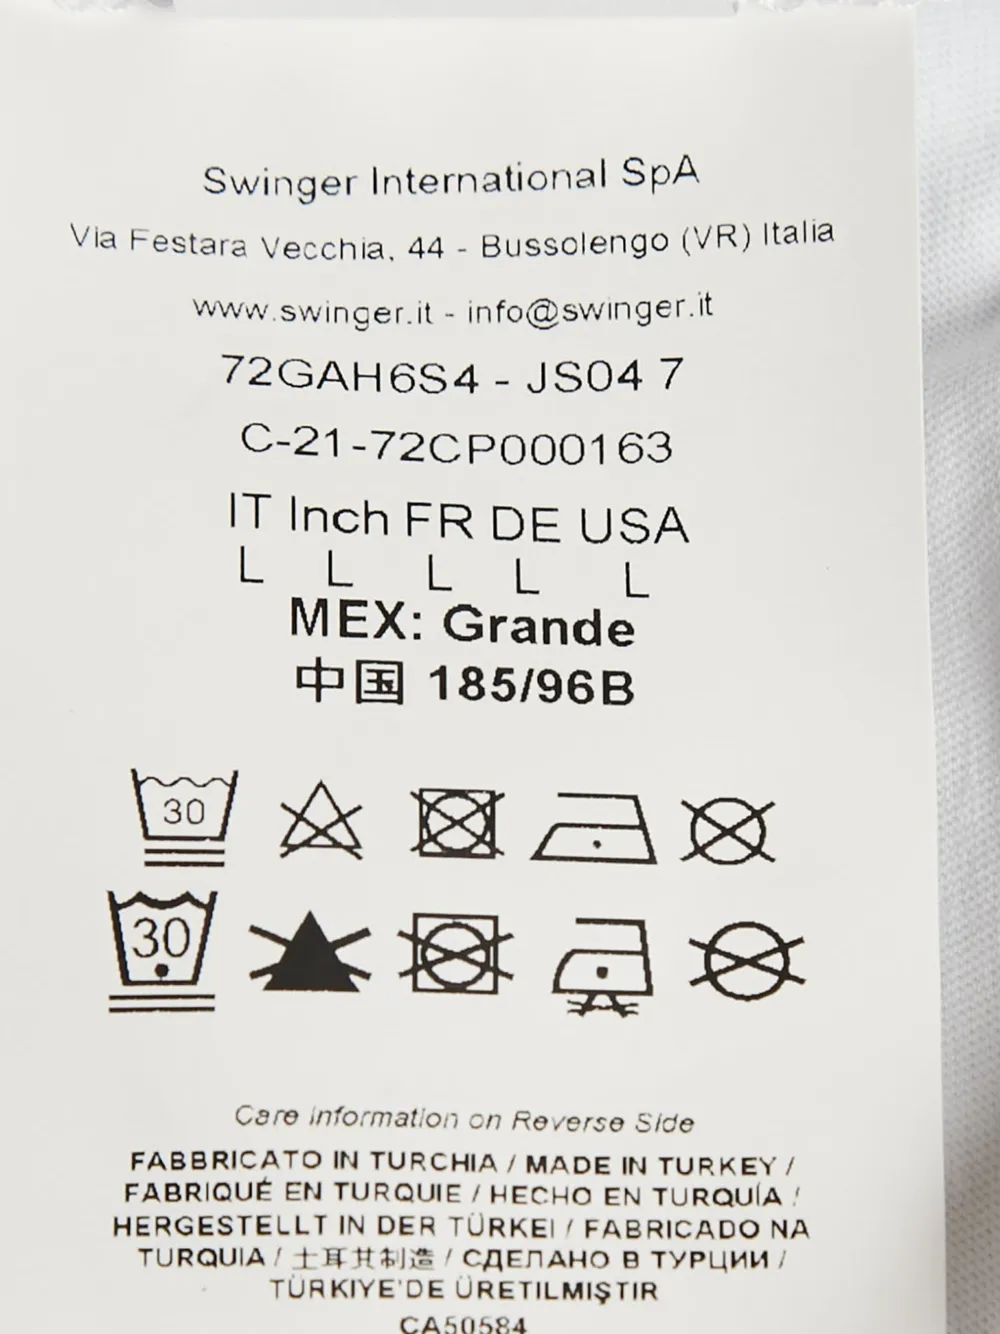 Swinger International SpA
Via Festara Vecchia, 44 - Bussolengo (VR) Italia
www.swinger.it - info@swinger.it
72GAH6S4 - JS04 7
C-21-72CP000163
IT Inch FR DE USA
L L L L L
MEX: Grande
中国 185/96B
30
30
Care information on Reverse Side
FABBRICATO IN TURCHIA / MADE IN TURKEY /
FABRIQUÉ EN TURQUIE / HECHO EN TURQUÍA /
HERGESTELLT IN DER TÜRKEI / FABRICADO NA
TURQUIA / 土耳其制造 / СДЕЛАНО В ТУРЦИИ /
TÜRKIYE'DE ÜRETILMIŞTIR
CA50584